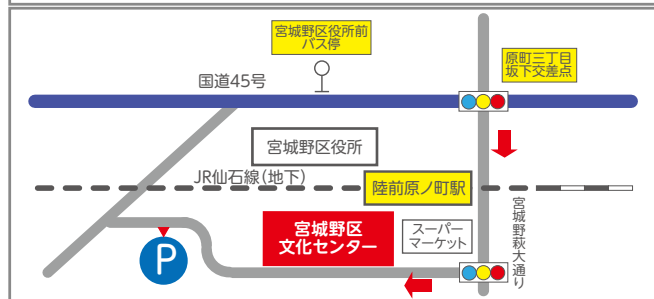 宮城野区役所前
バス停
原町三丁目
坂下交差点
国道45号
宮城野区役所
JR仙石線(地下)
陸前原ノ町駅
宮城野区
文化センター
スーパー
マーケット
宮城野萩大通り
P